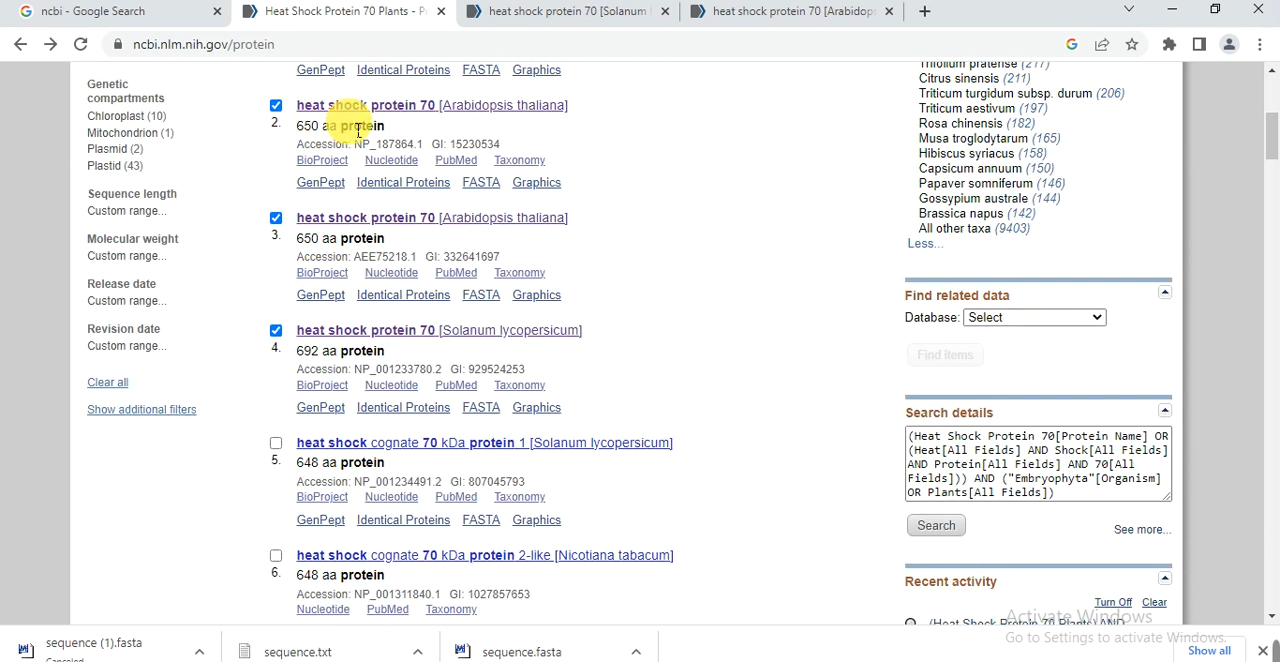 ncbi - Google Search
Heat Shock Protein 70 Plants - P
heat shock protein 70 [Solanum
heat shock protein 70 [Arabidop
ncbi.nlm.nih.gov/protein
Genetic
compartments
Chloroplast (10)
Mitochondrion (1)
Plasmid (2)
Plastid (43)
Sequence length
Custom range...
Molecular weight
Custom range...
Release date
Custom range...
Revision date
Custom range...
Clear all
Show additional filters
GenPept Identical Proteins FASTA Graphics
heat shock protein 70 [Arabidopsis thaliana]
2. 650 aa protein
Accession: NP_187864.1 GI: 15230534
BioProject Nucleotide PubMed Taxonomy
GenPept Identical Proteins FASTA Graphics
heat shock protein 70 [Arabidopsis thaliana]
3. 650 aa protein
Accession: AEE75218.1 GI: 332641697
BioProject Nucleotide PubMed Taxonomy
GenPept Identical Proteins FASTA Graphics
heat shock protein 70 [Solanum lycopersicum]
4. 692 aa protein
Accession: NP_001233780.2 GI: 929524253
BioProject Nucleotide PubMed Taxonomy
GenPept Identical Proteins FASTA Graphics
heat shock cognate 70 kDa protein 1 [Solanum lycopersicum]
5. 648 aa protein
Accession: NP_001234491.2 GI: 807045793
BioProject Nucleotide PubMed Taxonomy
GenPept Identical Proteins FASTA Graphics
heat shock cognate 70 kDa protein 2-like [Nicotiana tabacum]
6. 648 aa protein
Accession: NP_001311840.1 GI: 1027857653
Nucleotide PubMed Taxonomy
Trifolium pratense (217)
Citrus sinensis (211)
Triticum turgidum subsp. durum (206)
Triticum aestivum (197)
Rosa chinensis (182)
Musa troglodytarum (165)
Hibiscus syriacus (158)
Capsicum annuum (150)
Papaver somniferum (146)
Gossypium australe (144)
Brassica napus (142)
All other taxa (9403)
Less...
Find related data
Database: Select
Find items
Search details
(Heat Shock Protein 70[Protein Name] OR
(Heat[All Fields] AND Shock[All Fields]
AND Protein[All Fields] AND 70[All
Fields])) AND ("Embryophyta"[Organism]
OR Plants[All Fields])
Search
See more...
Recent activity
Turn Off Clear
(Heat Shock Protein 70 Plants) AND
Activate Windows
Go to Settings to activate Windows.
sequence (1).fasta
Canceled
sequence.txt
sequence.fasta
Show all